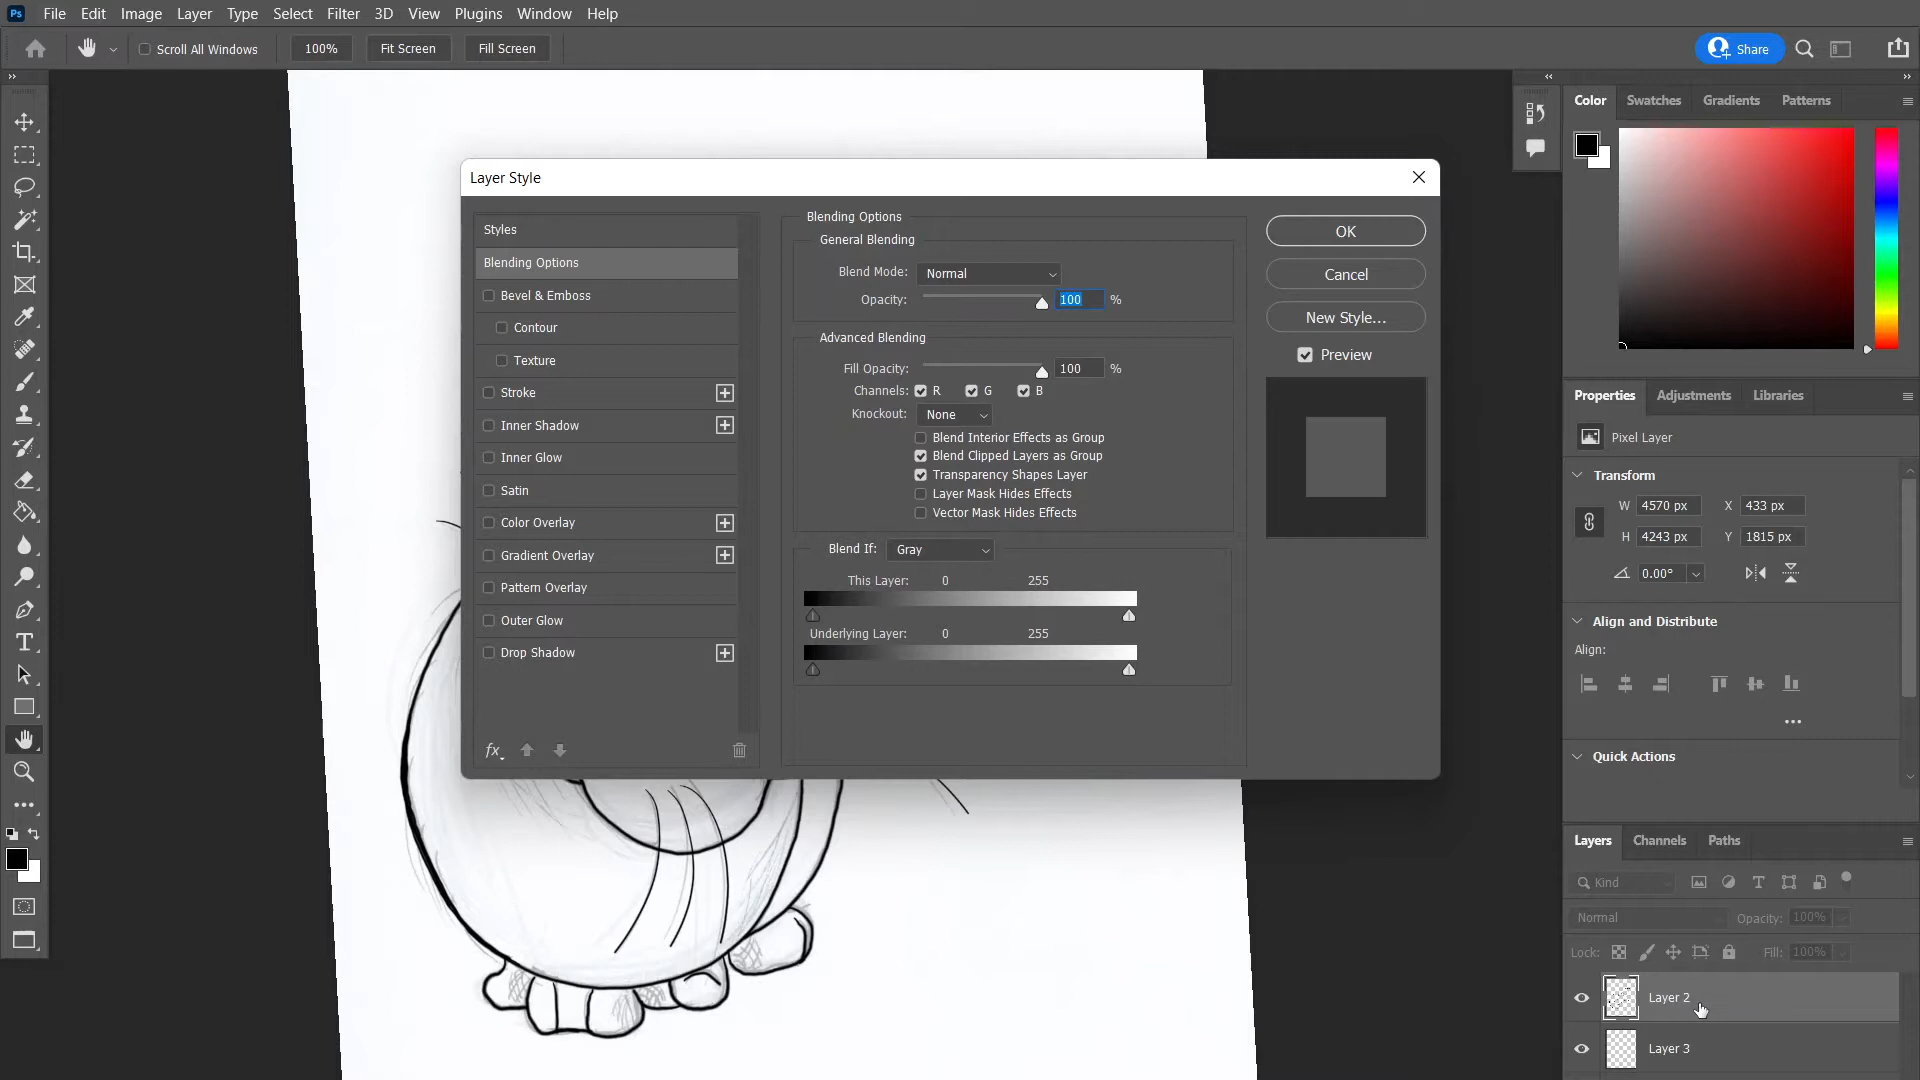 Ps File Edit Image Layer Type Select Filter 3D View Plugins Window Help
Scroll All Windows 100% Fit Screen Fill Screen Share
Layer Style
Styles
Blending Options
Bevel & Emboss
Contour
Texture
Stroke
Inner Shadow
Inner Glow
Satin
Color Overlay
Gradient Overlay
Pattern Overlay
Outer Glow
Drop Shadow
fx
Blending Options
General Blending
Blend Mode: Normal
Opacity: 100 %
Advanced Blending
Fill Opacity: 100 %
Channels: R G B
Knockout: None
Blend Interior Effects as Group
Blend Clipped Layers as Group
Transparency Shapes Layer
Layer Mask Hides Effects
Vector Mask Hides Effects
Blend If: Gray
This Layer: 0 255
Underlying Layer: 0 255
OK
Cancel
New Style...
Preview
Color Swatches Gradients Patterns
Properties Adjustments Libraries
Pixel Layer
Transform
W 4570 px X 433 px
H 4243 px Y 1815 px
0.00°
Align and Distribute
Align:
Quick Actions
Layers Channels Paths
Kind
Normal Opacity: 100%
Lock: Fill: 100%
Layer 2
Layer 3